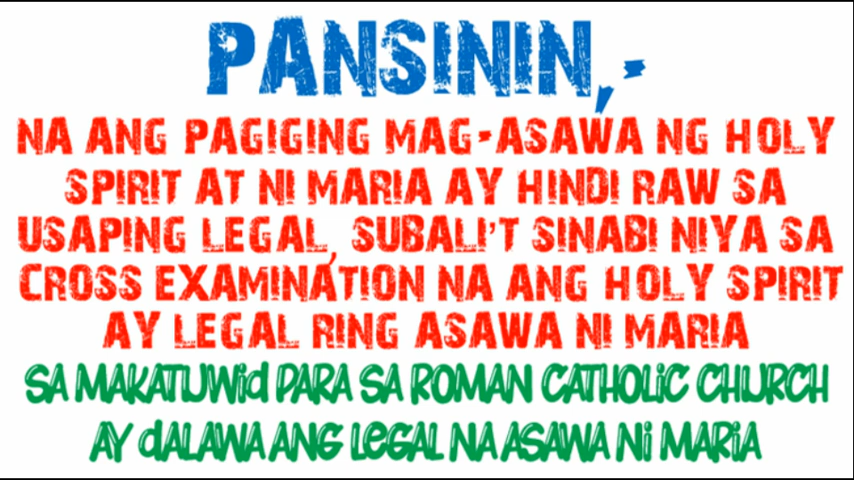 PANSININ,-
NA ANG PAGIGING MAG-ASAWA NG HOLY
SPIRIT AT NI MARIA AY HINDI RAW SA
USAPING LEGAL, SUBALI'T SINABI NIYA SA
CROSS EXAMINATION NA ANG HOLY SPIRIT
AY LEGAL RING ASAWA NI MARIA
SA MAKATUWID PARA SA ROMAN CATHOLIC CHURCH
AY DALAWA ANG LEGAL NA ASAWA NI MARIA